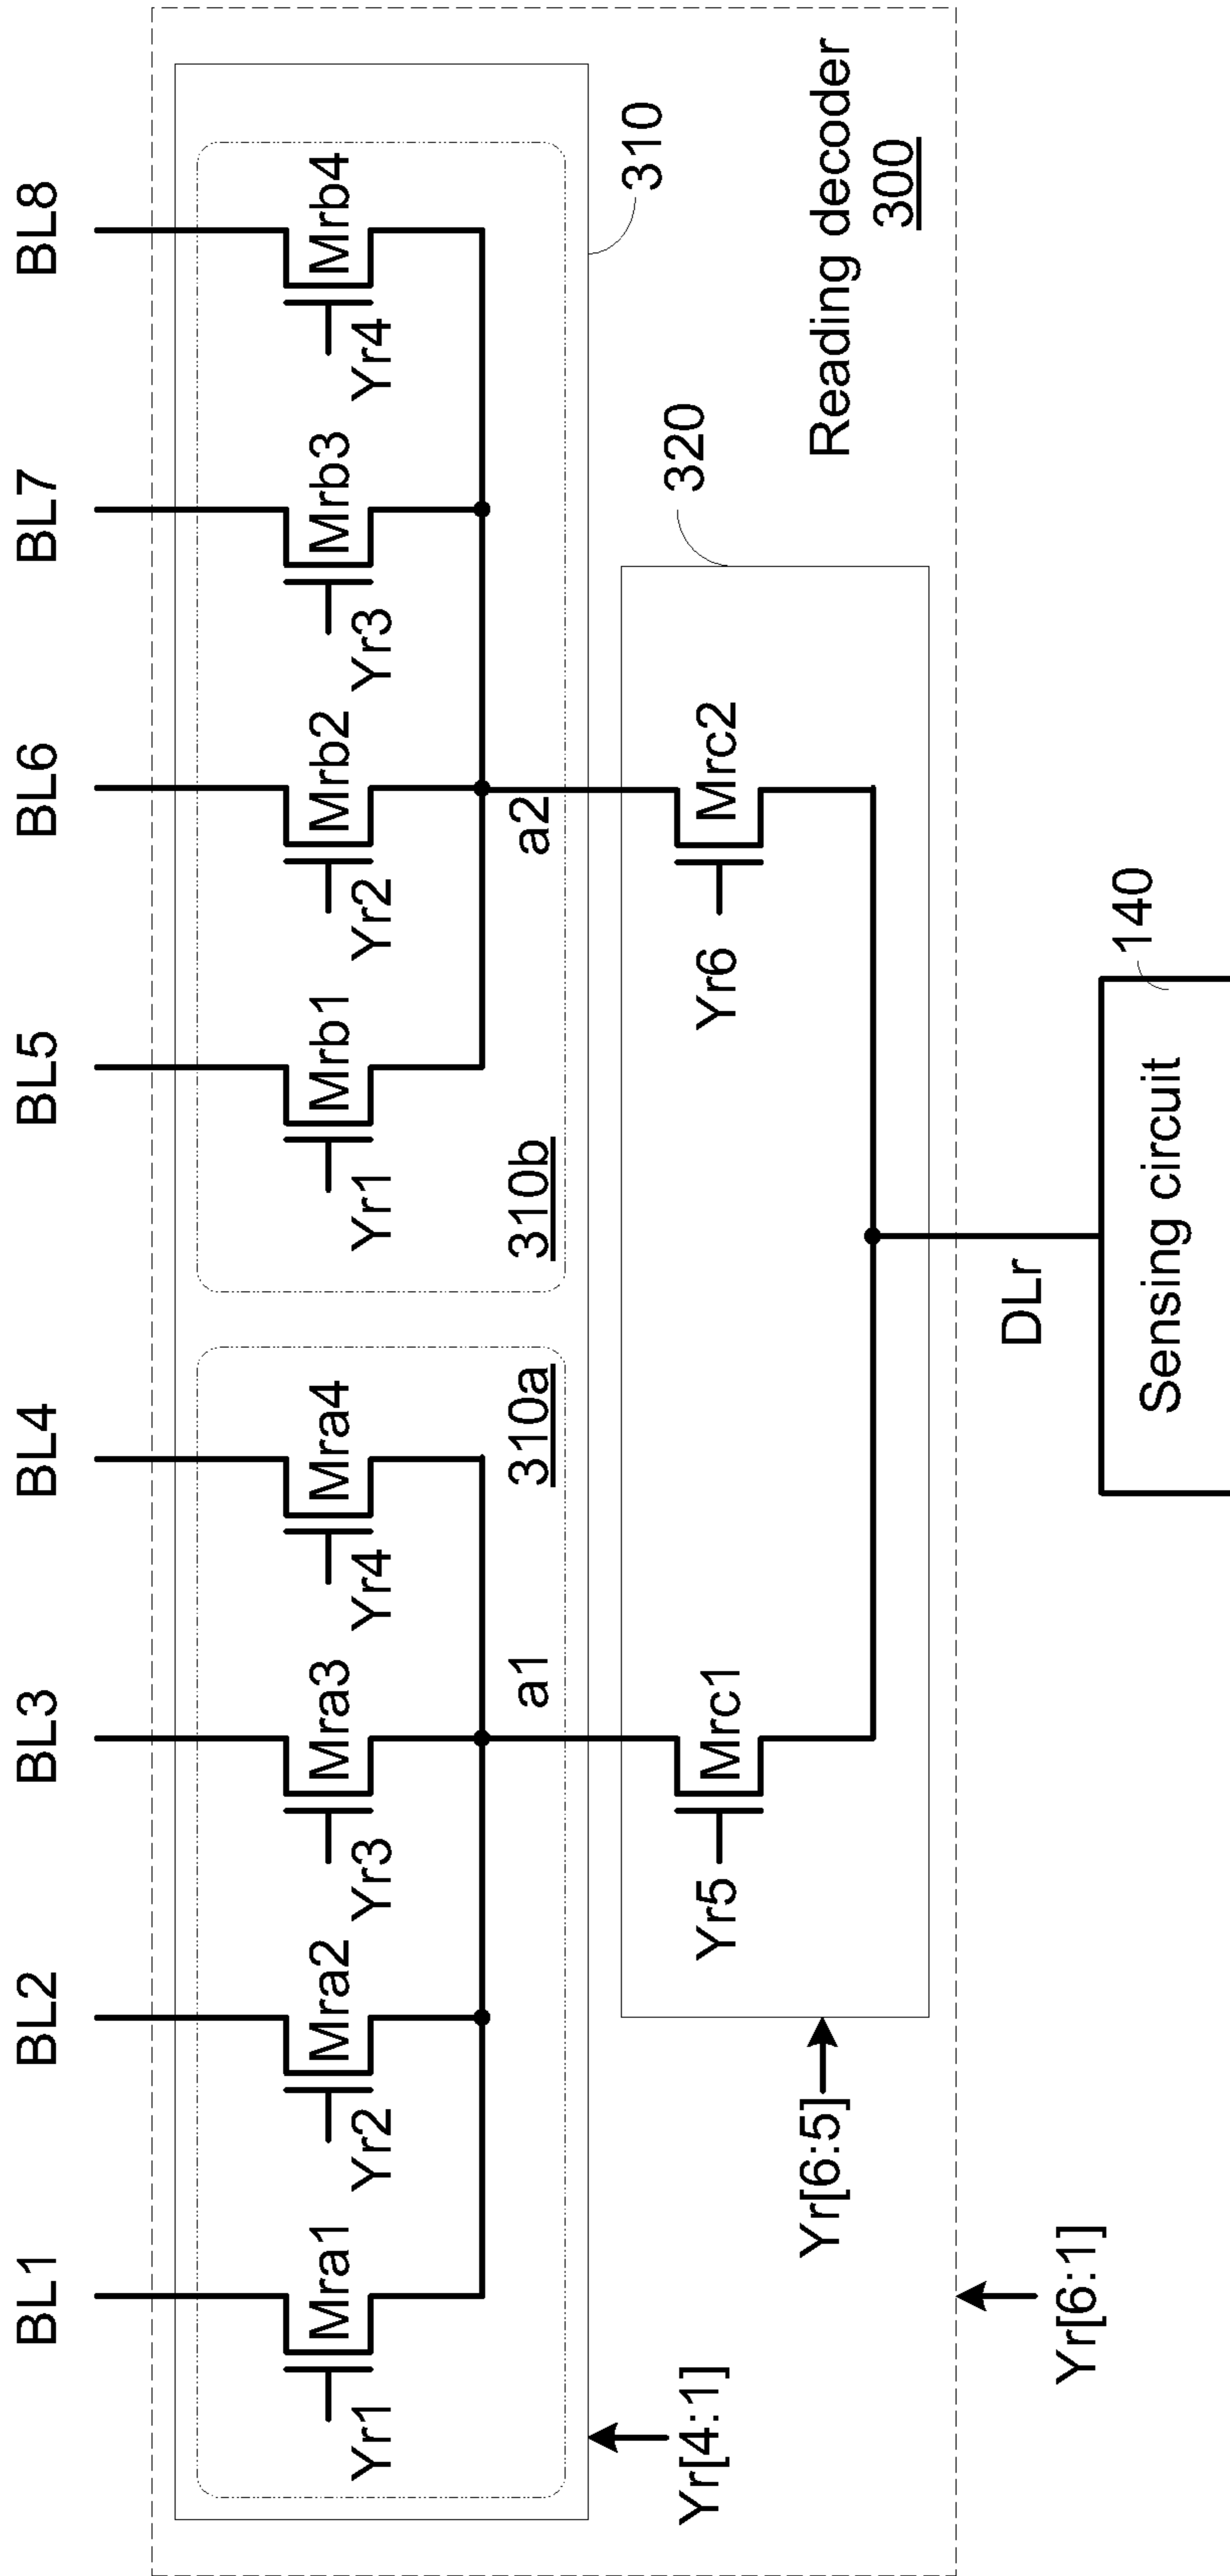 BL1 BL2 BL3 BL4 BL5 BL6 BL7 BL8
Mra1 Mra2 Mra3 Mra4 Mrb1 Mrb2 Mrb3 Mrb4
Yr1 Yr2 Yr3 Yr4 Yr1 Yr2 Yr3 Yr4
a1 310a 310b a2
310
Yr[4:1]
320
Yr5 Mrc1 Yr6 Mrc2
Yr[6:5]
Reading decoder
300
DLr
Yr[6:1]
140
Sensing circuit